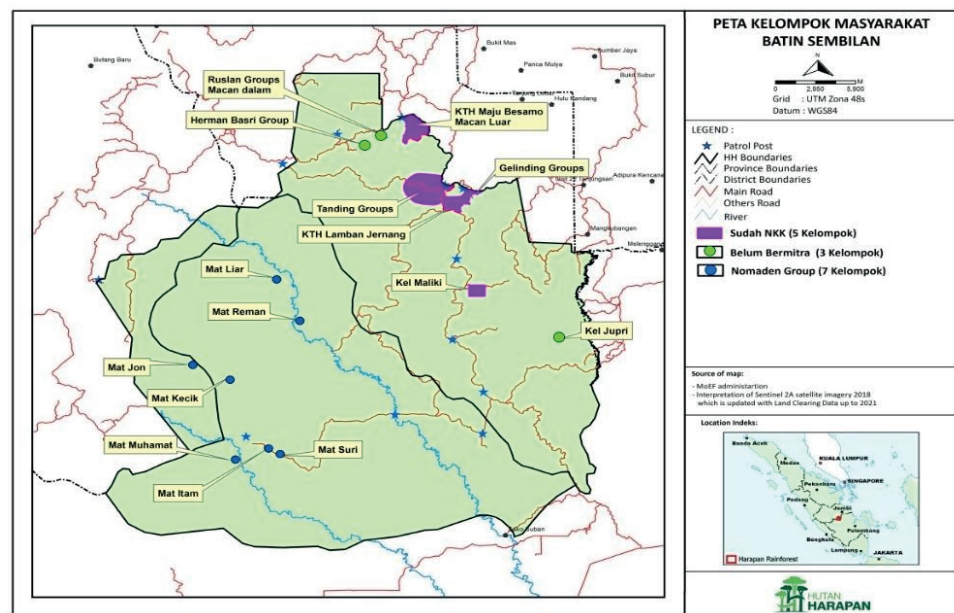 PETA KELOMPOK MASYARAKAT
BATIN SEMBILAN
N
0 2,950 5,900
M
Grid : UTM Zona 48s
Datum : WGS84
LEGEND :
Patrol Post
HH Boundaries
Province Boundaries
District Boundaries
Main Road
Others Road
River
Sudah NKK (5 Kelompok)
Belum Bermitra (3 Kelompok)
Nomaden Group (7 Kelompok)
Source of map:
- MoEF administartion
- Interpretation of Sentinel 2A satellite imagery 2018
which is updated with Land Clearing Data up to 2021
Location Indeks:
Banda Aceh
Medan
KUALA LUMPUR
SINGAPORE
Pekanbaru
Padang
Jambi
Palembang
Bengkulu
Lampung
JAKARTA
Harapan Rainforest
HUTAN
HARAPAN
Butang Baru
Bukit Mas
Sumber Jaya
Panca Mulya
Bukit Subur
Hulu Kandang
Ruslan Groups
Macan dalam
Herman Basri Group
KTH Maju Besamo
Macan Luar
Gelinding Groups
Adipura Kencana
Tanding Groups
KTH Lamban Jernang
Mangkubangan
Mat Liar
Kel Maliki
Mat Reman
Kel Jupri
Mat Jon
Mat Kecik
Mat Muhamat
Mat Suri
Mat Itam